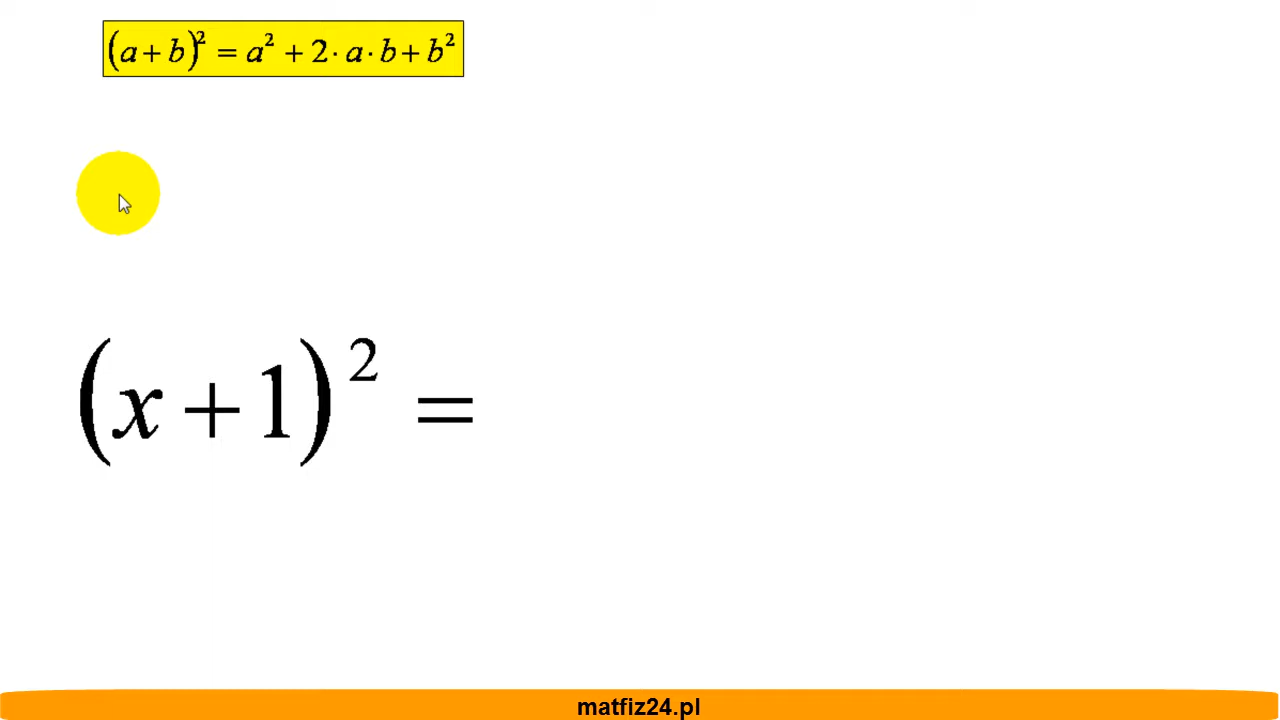 (a + b)² = a² + 2 · a · b + b²
(x + 1)² =
matfiz24.pl